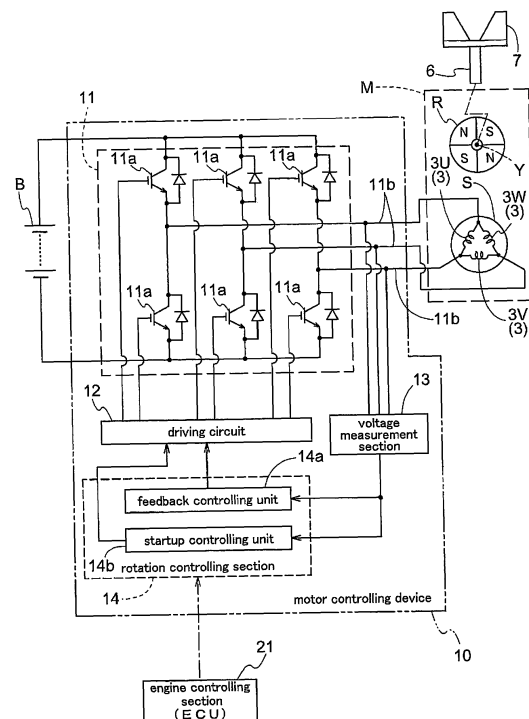 7
6
M
R
N
S
S
N
Y
11
11a
11a
11a
B
3U
(3)
S
3W
(3)
11b
11a
11a
11a
11b
3V
(3)
12
13
driving circuit
voltage
measurement
section
14a
feedback controlling unit
startup controlling unit
14b
rotation controlling section
14
motor controlling device
10
21
engine controlling
section
(ECU)